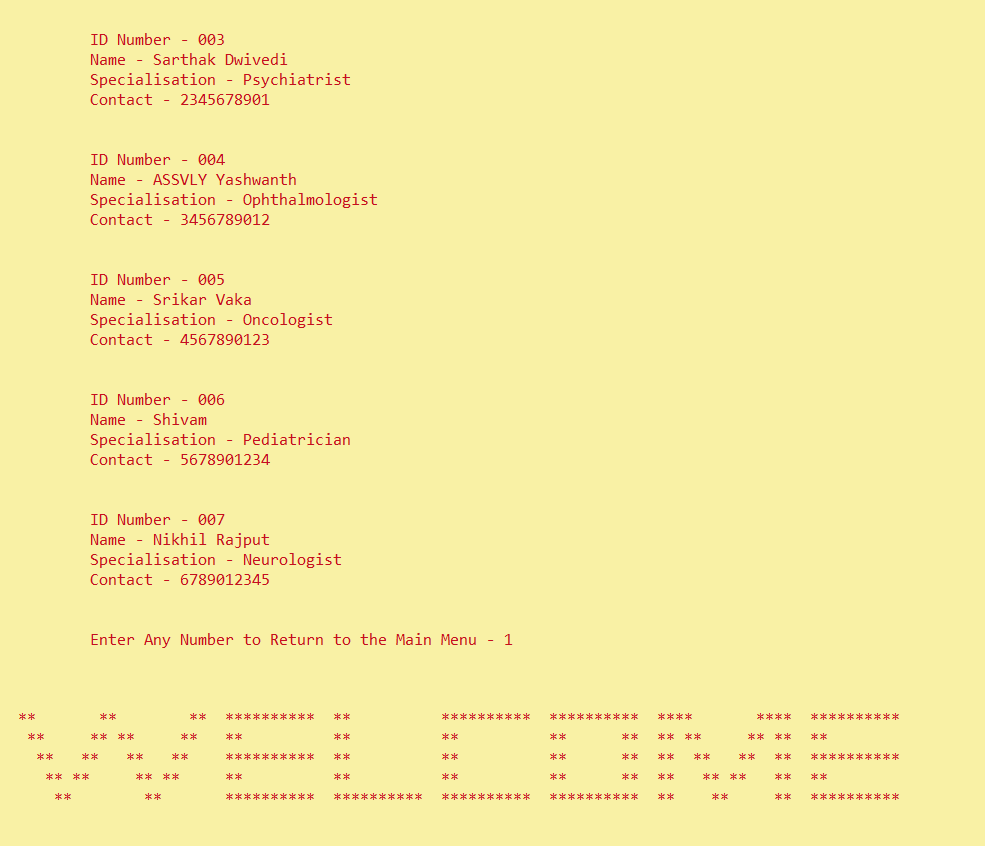 ID Number - 003
Name - Sarthak Dwivedi
Specialisation - Psychiatrist
Contact - 2345678901
ID Number - 004
Name - ASSVLY Yashwanth
Specialisation - Ophthalmologist
Contact - 3456789012
ID Number - 005
Name - Srikar Vaka
Specialisation - Oncologist
Contact - 4567890123
ID Number - 006
Name - Shivam
Specialisation - Pediatrician
Contact - 5678901234
ID Number - 007
Name - Nikhil Rajput
Specialisation - Neurologist
Contact - 6789012345
Enter Any Number to Return to the Main Menu - 1
WELCOME